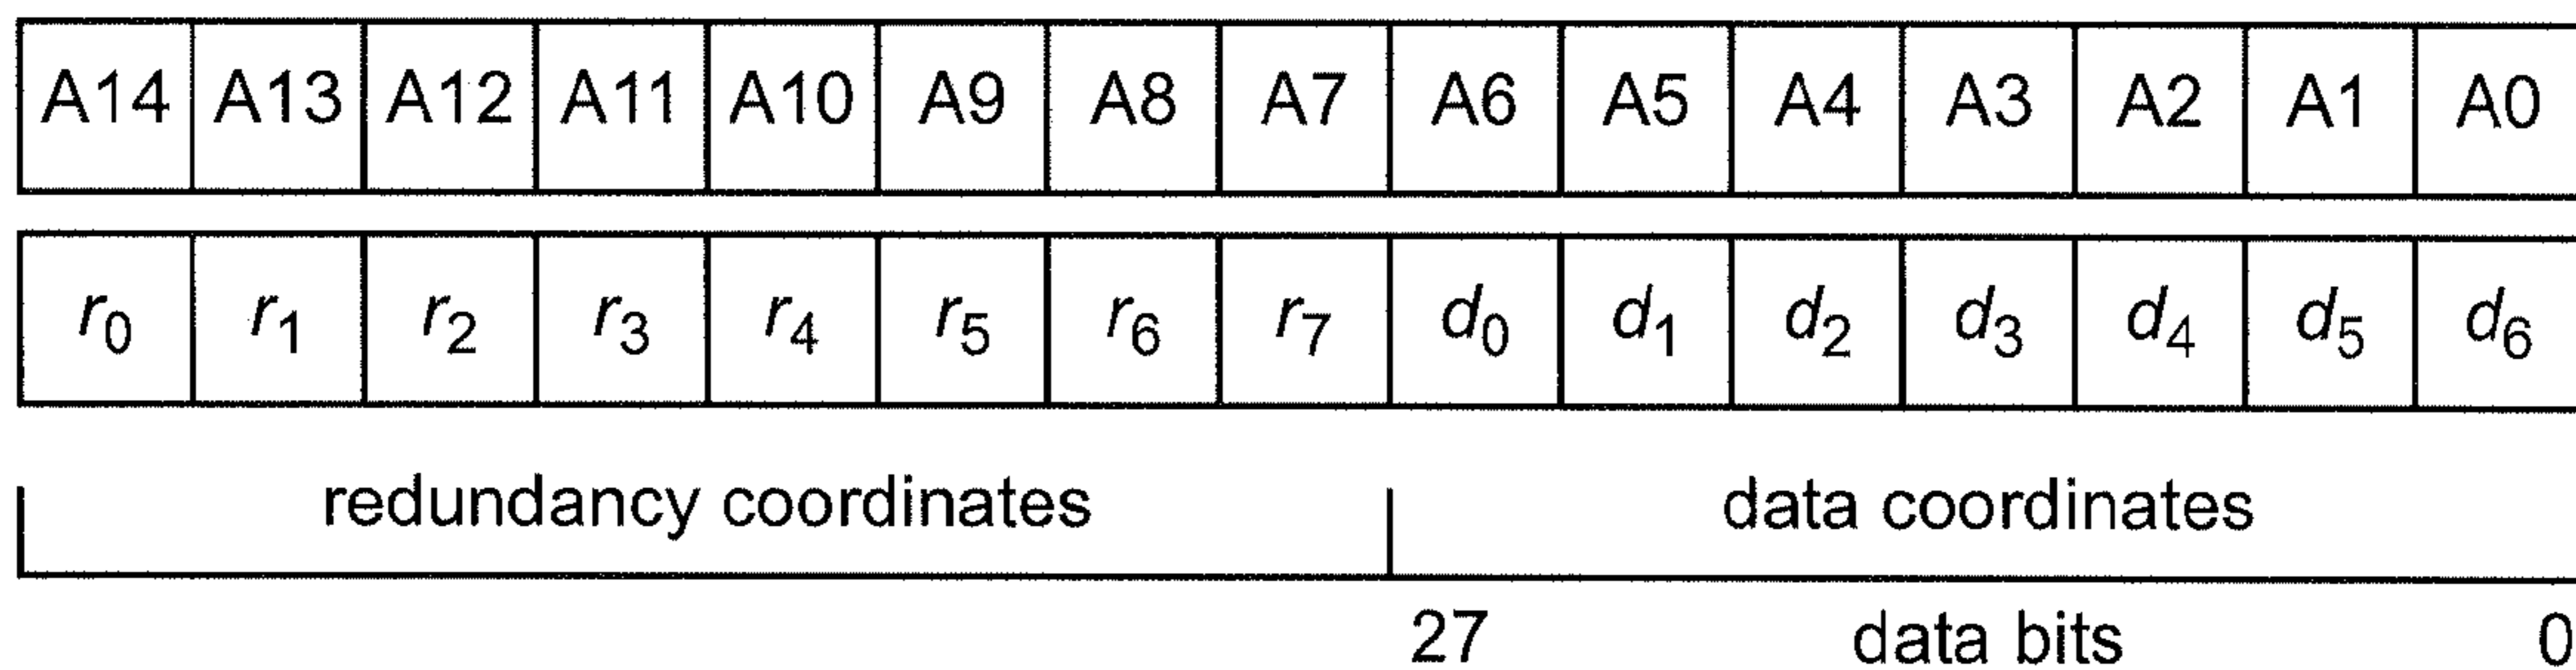 A14 A13 A12 A11 A10 A9 A8 A7 A6 A5 A4 A3 A2 A1 A0
r0 r1 r2 r3 r4 r5 r6 r7 d0 d1 d2 d3 d4 d5 d6
redundancy coordinates data coordinates
27 data bits 0